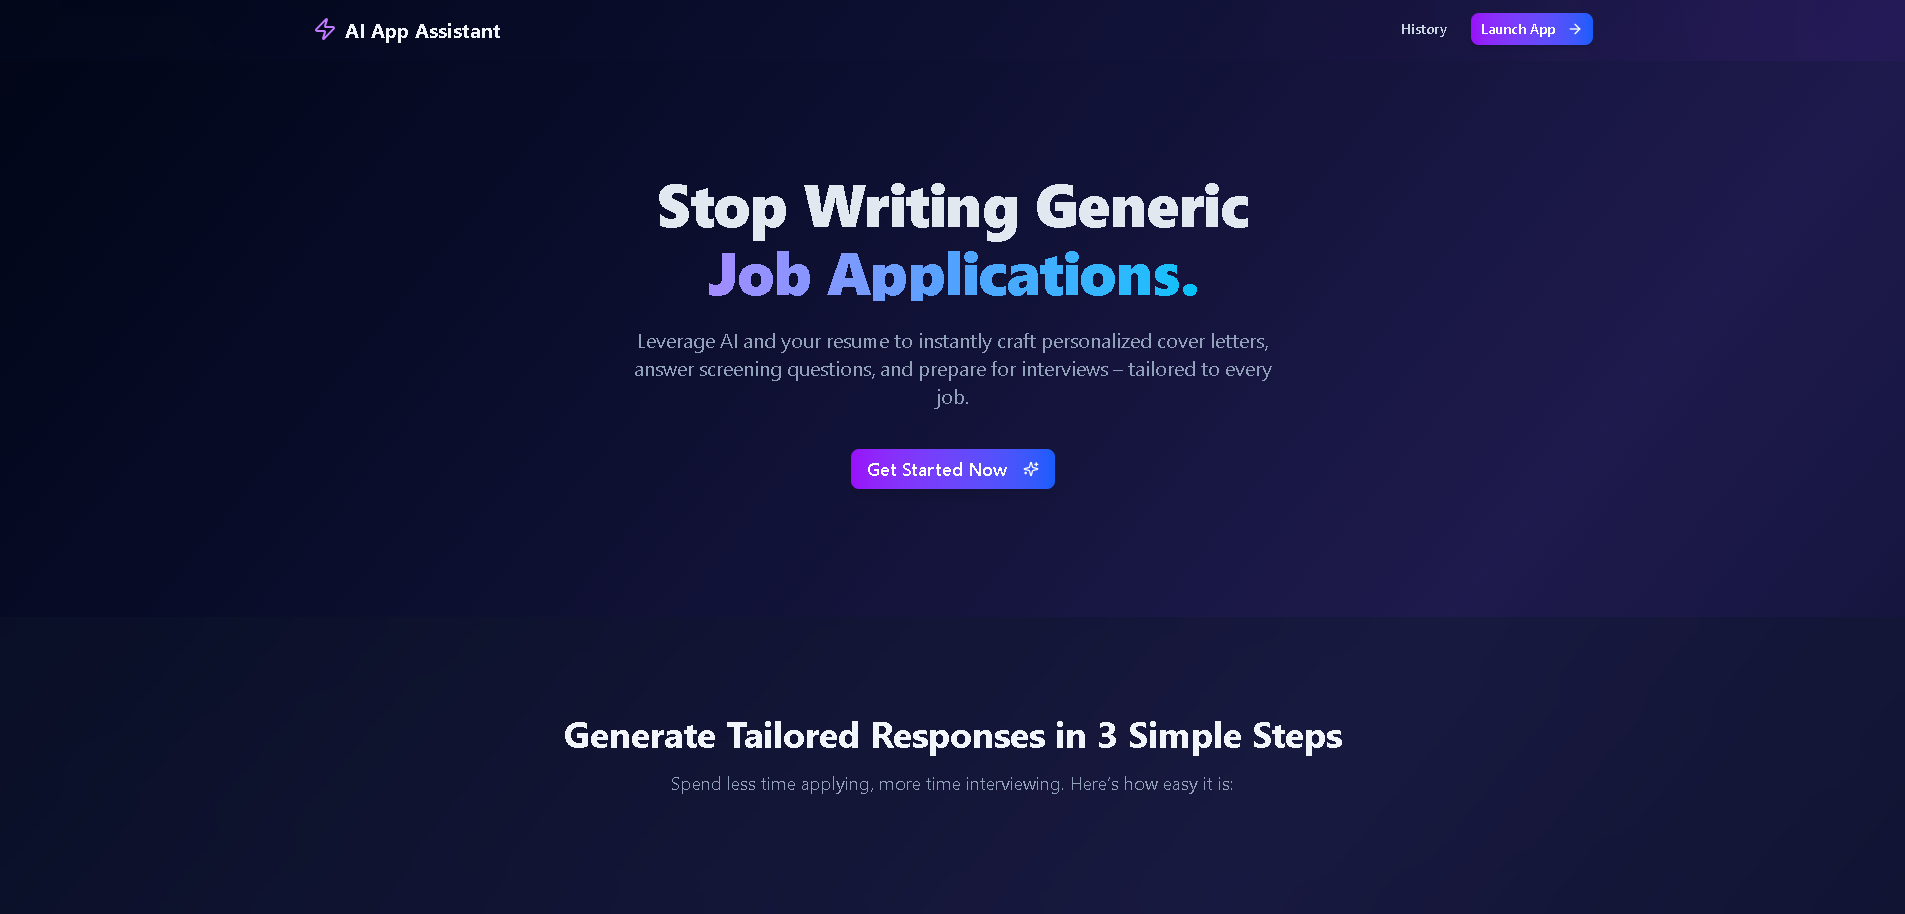 AI App Assistant
History
Launch App
Stop Writing Generic
Job Applications.
Leverage AI and your resume to instantly craft personalized cover letters,
answer screening questions, and prepare for interviews – tailored to every
job.
Get Started Now
Generate Tailored Responses in 3 Simple Steps
Spend less time applying, more time interviewing. Here’s how easy it is: